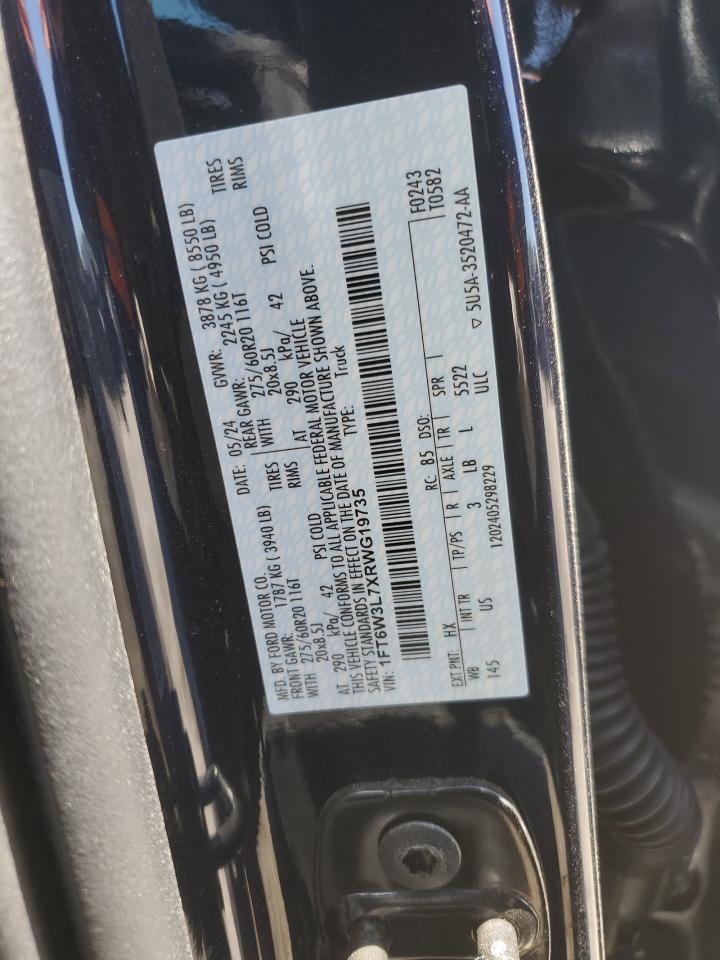 MFD. BY FORD MOTOR CO.
DATE: 05/24 GVWR: 3878 KG ( 8550 LB)
FRONT GAWR: 1787 KG ( 3940 LB) REAR GAWR: 2245 KG ( 4950 LB)
WITH 275/60R20 116T TIRES WITH 275/60R20 116T TIRES
20x8.5J RIMS 20x8.5J RIMS
AT 290 kPa/ 42 PSI COLD AT 290 kPa/ 42 PSI COLD
THIS VEHICLE CONFORMS TO ALL APPLICABLE FEDERAL MOTOR VEHICLE
SAFETY STANDARDS IN EFFECT ON THE DATE OF MANUFACTURE SHOWN ABOVE.
VIN: 1FT6W3L7XRWG19735 TYPE: Truck
F0243
T0582
EXT PNT: HX RC: 85 DSO:
WB INT TR TP/PS R AXLE TR SPR
145 US 3 LB L 5522
1202405298229 ULC ▽ 5U5A-3520472-AA